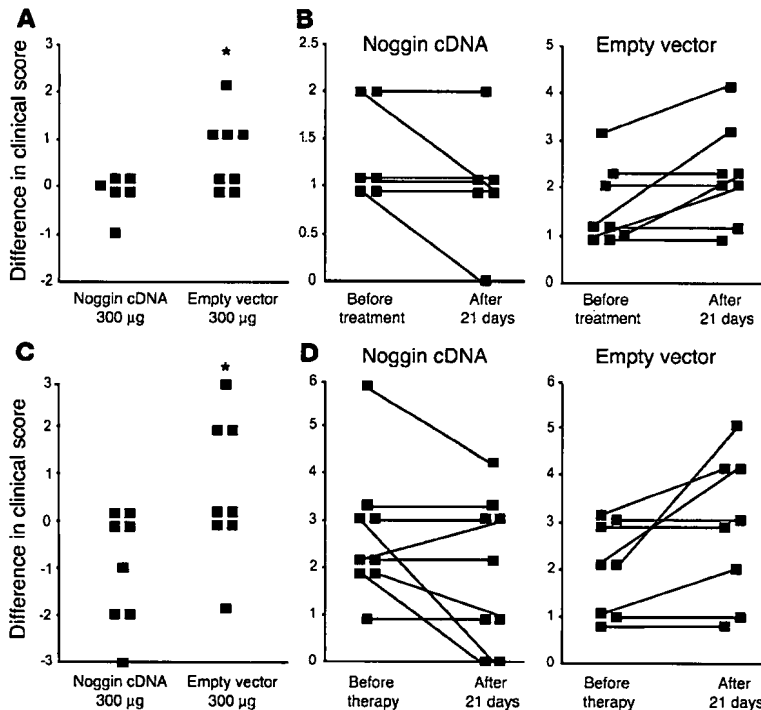 A
B
Noggin cDNA
Empty vector
Difference in clinical score
3
2
1
0
-1
-2
*
Noggin cDNA
300 µg
Empty vector
300 µg
2.5
2
1.5
1
0.5
0
Before
treatment
After
21 days
5
4
3
2
1
0
Before
treatment
After
21 days
C
D
Noggin cDNA
Empty vector
Difference in clinical score
3
2
1
0
-1
-2
-3
*
Noggin cDNA
300 µg
Empty vector
300 µg
6
5
4
3
2
1
0
Before
therapy
After
21 days
6
5
4
3
2
1
0
Before
therapy
After
21 days